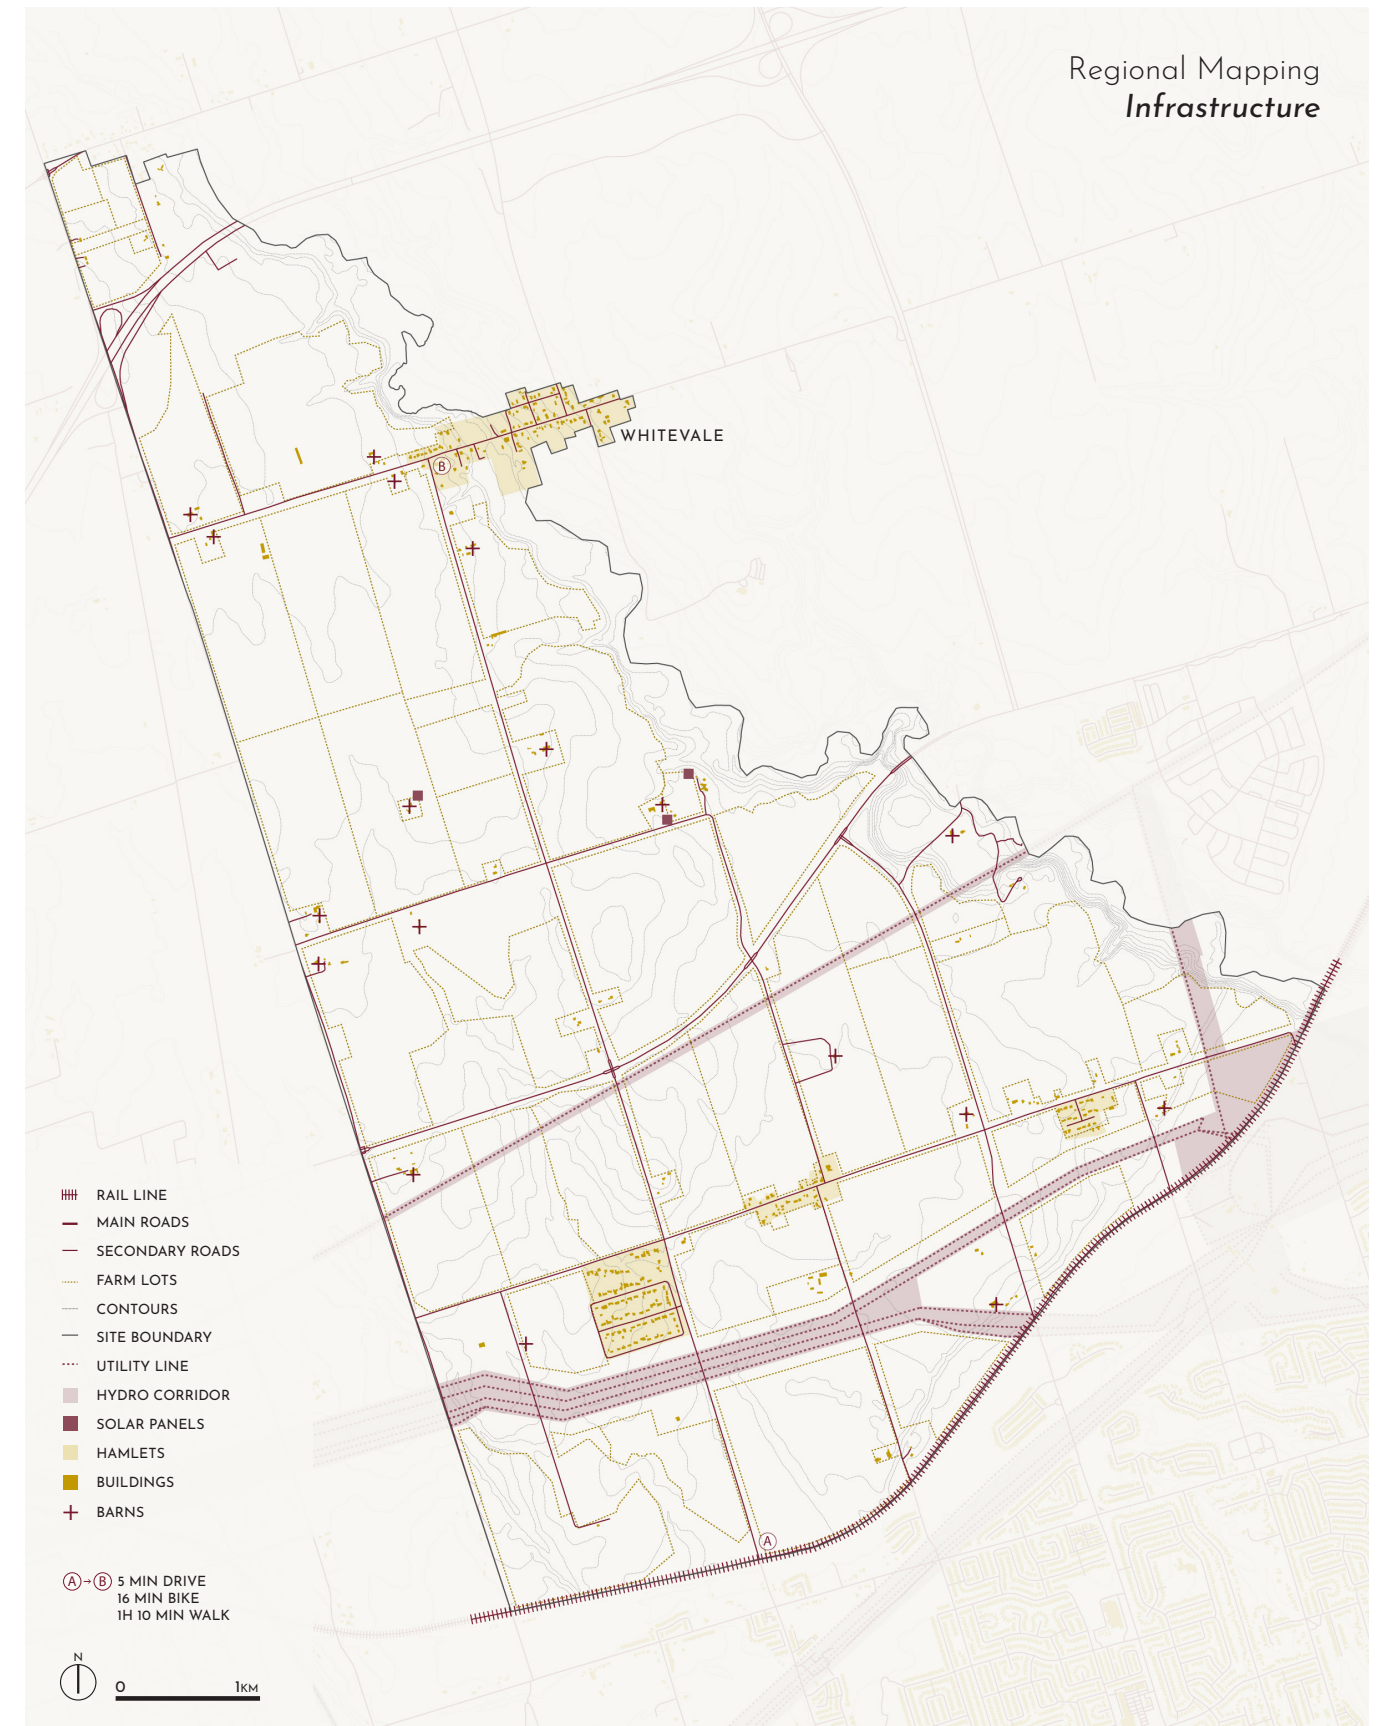 Regional Mapping
Infrastructure
WHITEVALE
B
A
RAIL LINE
MAIN ROADS
SECONDARY ROADS
FARM LOTS
CONTOURS
SITE BOUNDARY
UTILITY LINE
HYDRO CORRIDOR
SOLAR PANELS
HAMLETS
BUILDINGS
BARNS
A→B 5 MIN DRIVE
16 MIN BIKE
1H 10 MIN WALK
N
0 1KM